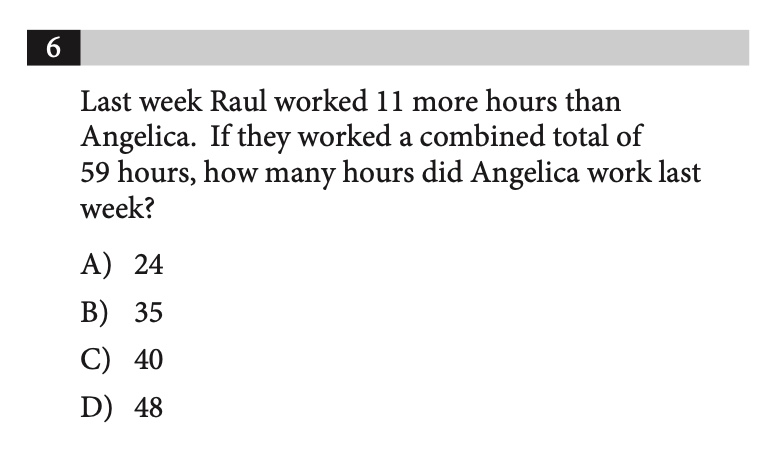 6
Last week Raul worked 11 more hours than
Angelica. If they worked a combined total of
59 hours, how many hours did Angelica work last
week?
A) 24
B) 35
C) 40
D) 48